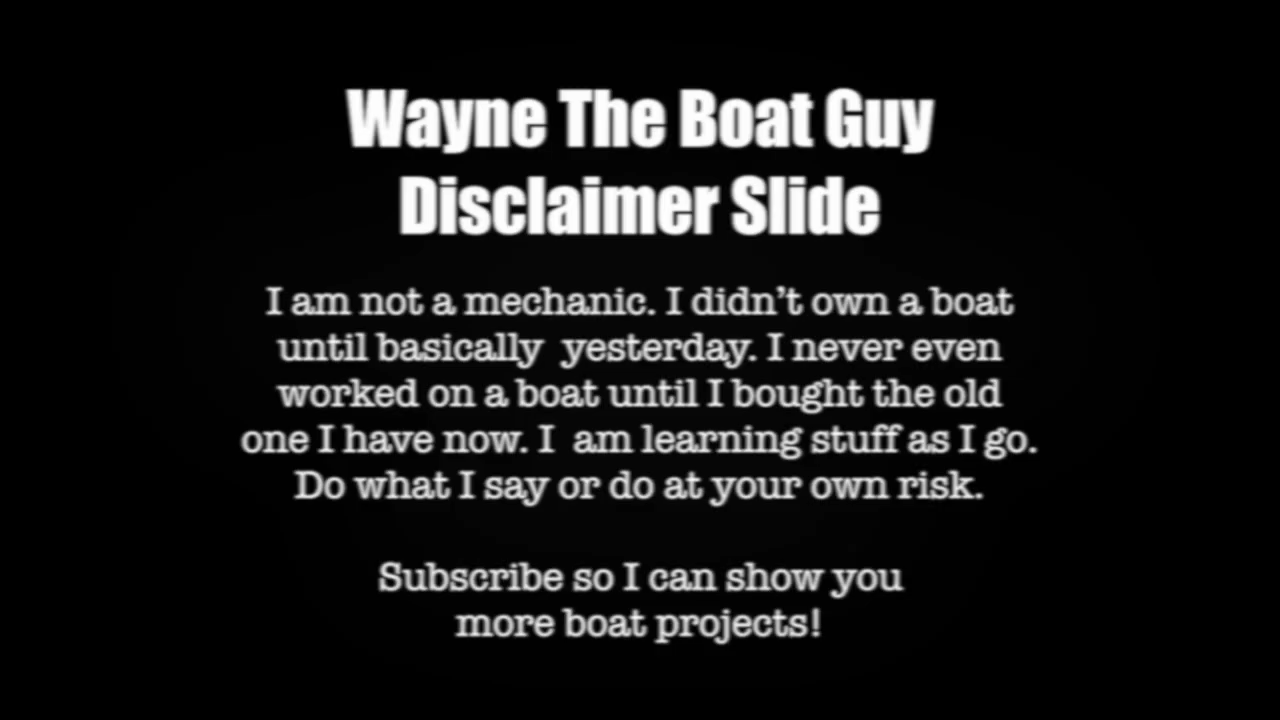 Wayne The Boat Guy
Disclaimer Slide
I am not a mechanic. I didn’t own a boat
until basically  yesterday. I never even
worked on a boat until I bought the old
one I have now. I  am learning stuff as I go.
Do what I say or do at your own risk.
Subscribe so I can show you
more boat projects!